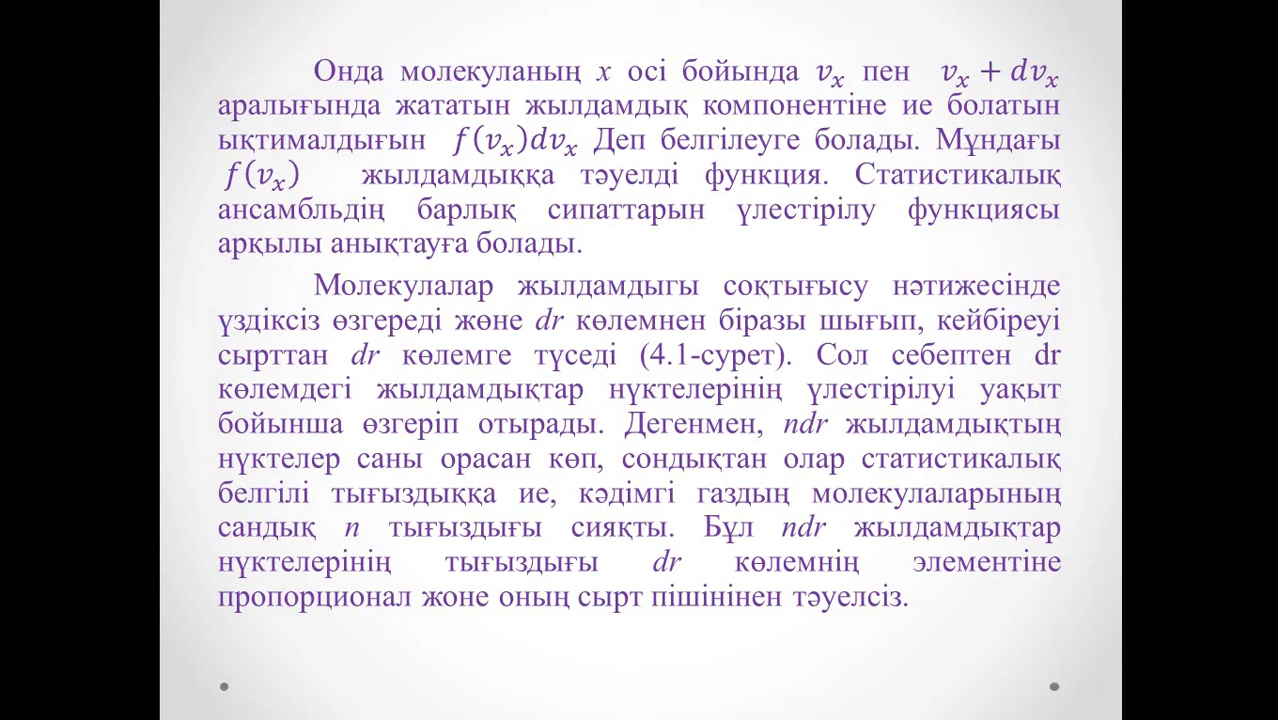 Онда молекуланың x осі бойында 𝑣ₓ пен 𝑣ₓ + 𝑑𝑣ₓ
аралығында жататын жылдамдық компонентіне ие болатын
ықтималдығын 𝑓(𝑣ₓ)𝑑𝑣ₓ Деп белгілеуге болады. Мұндағы
𝑓(𝑣ₓ) жылдамдыққа тәуелді функция. Статистикалық
ансамбльдің барлық сипаттарын үлестірілу функциясы
арқылы анықтауға болады.
Молекулалар жылдамдыгы соқтығысу нәтижесінде
үздіксіз өзгереді жөне dr көлемнен біразы шығып, кейбіреуі
сырттан dr көлемге түседі (4.1-сурет). Сол себептен dr
көлемдегі жылдамдықтар нүктелерінің үлестірілуі уақыт
бойынша өзгеріп отырады. Дегенмен, ndr жылдамдықтың
нүктелер саны орасан көп, сондықтан олар статистикалық
белгілі тығыздыққа ие, кәдімгі газдың молекулаларының
сандық n тығыздығы сияқты. Бұл ndr жылдамдықтар
нүктелерінің тығыздығы dr көлемнің элементіне
пропорционал жоне оның сырт пішінінен тәуелсіз.